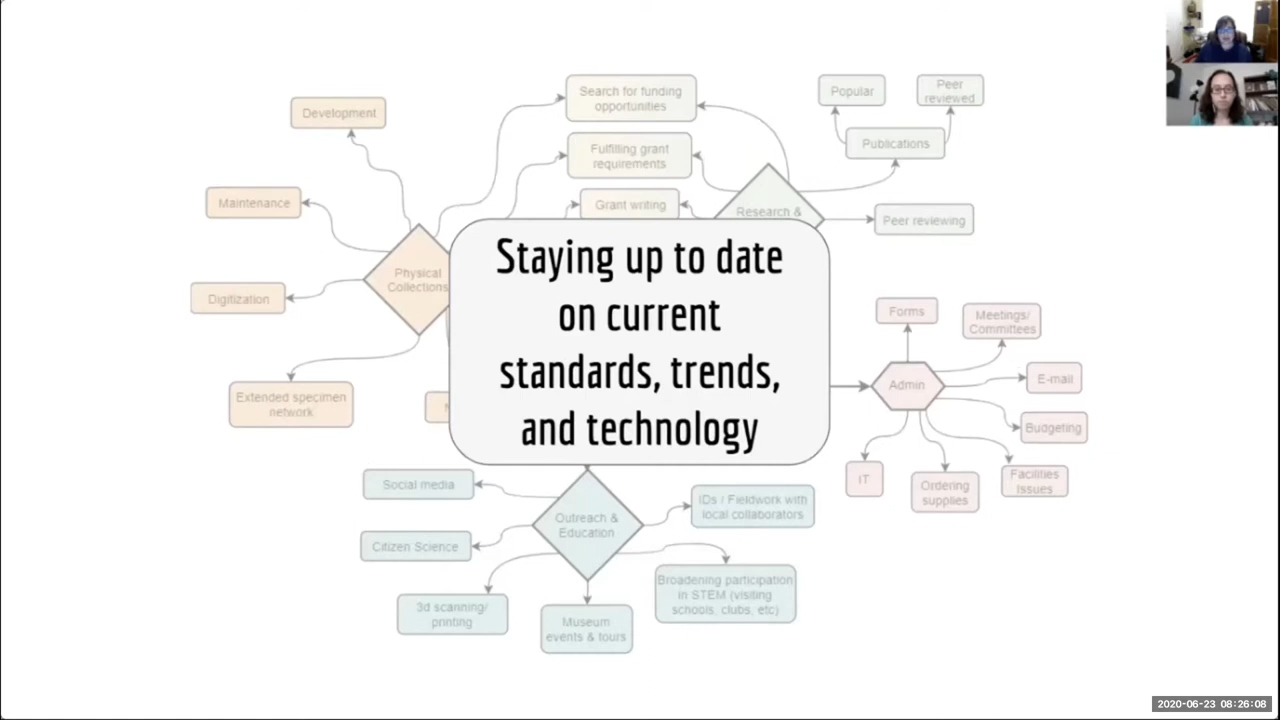 Search for funding
opportunities
Popular
Peer
reviewed
Development
Fulfilling grant
requirements
Publications
Maintenance
Grant writing
Research &
Peer reviewing
Physical
Collections
Staying up to date
on current
standards, trends,
and technology
Digitization
Forms
Meetings/
Committees
Admin
E-mail
Extended specimen
network
Budgeting
IT
Ordering
supplies
Facilities
Issues
Social media
Outreach &
Education
IDs / Fieldwork with
local collaborators
Citizen Science
Broadening participation
in STEM (visiting
schools, clubs, etc)
3d scanning/
printing
Museum
events & tours
2020-06-23 08:26:08